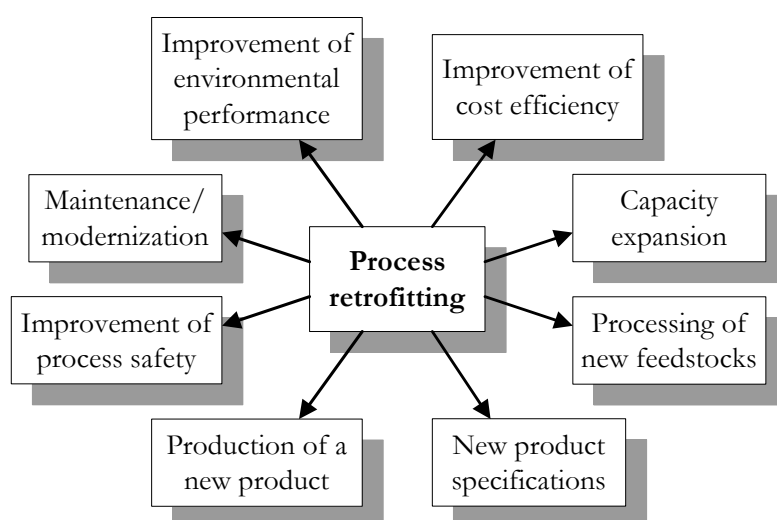 Improvement of
environmental
performance
Improvement of
cost efficiency
Maintenance/
modernization
Capacity
expansion
Process
retrofitting
Improvement of
process safety
Processing of
new feedstocks
Production of a
new product
New product
specifications